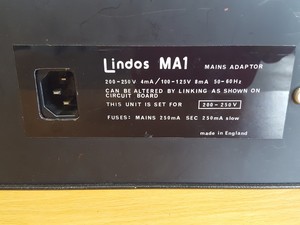 Lindos MA1 MAINS ADAPTOR
200-250V 4mA/100-125V 8mA 50-60Hz
CAN BE ALTERED BY LINKING AS SHOWN ON
CIRCUIT BOARD
THIS UNIT IS SET FOR 200-250V
FUSES: MAINS 250mA SEC 250mA slow
made in England